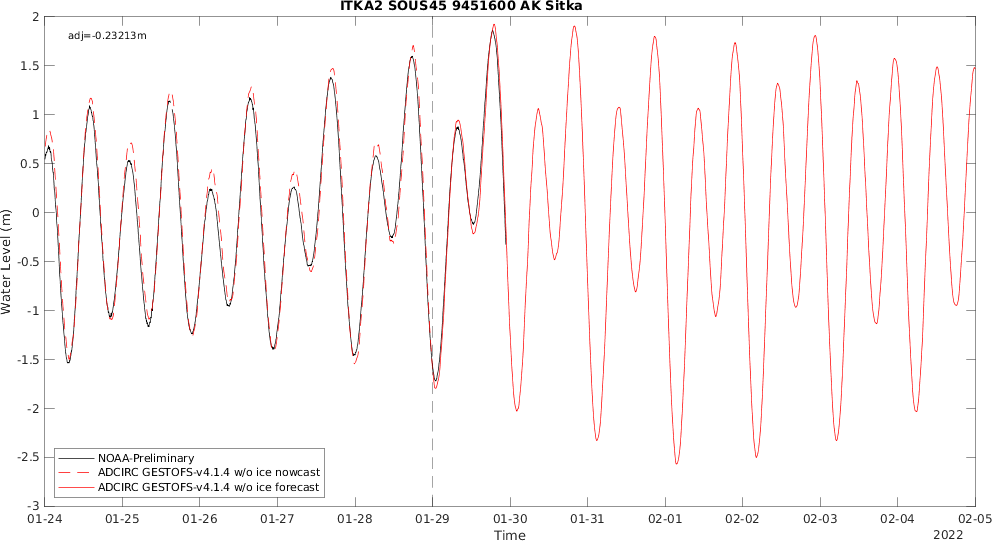 ITKA2 SOUS45 9451600 AK Sitka
adj=-0.23213m
2
1.5
1
0.5
0
-0.5
-1
-1.5
-2
-2.5
-3
Water Level (m)
NOAA-Preliminary
ADCIRC GESTOFS-v4.1.4 w/o ice nowcast
ADCIRC GESTOFS-v4.1.4 w/o ice forecast
01-24 01-25 01-26 01-27 01-28 01-29 01-30 01-31 02-01 02-02 02-03 02-04 02-05
Time
2022